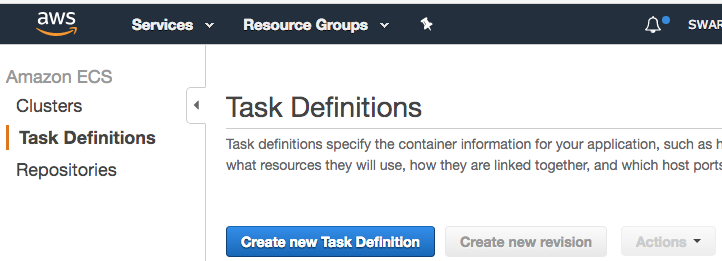 aws
Services
Resource Groups
SWAR
Amazon ECS
Clusters
Task Definitions
Repositories
Task Definitions
Task definitions specify the container information for your application, such as h
what resources they will use, how they are linked together, and which host ports
Create new Task Definition
Create new revision
Actions